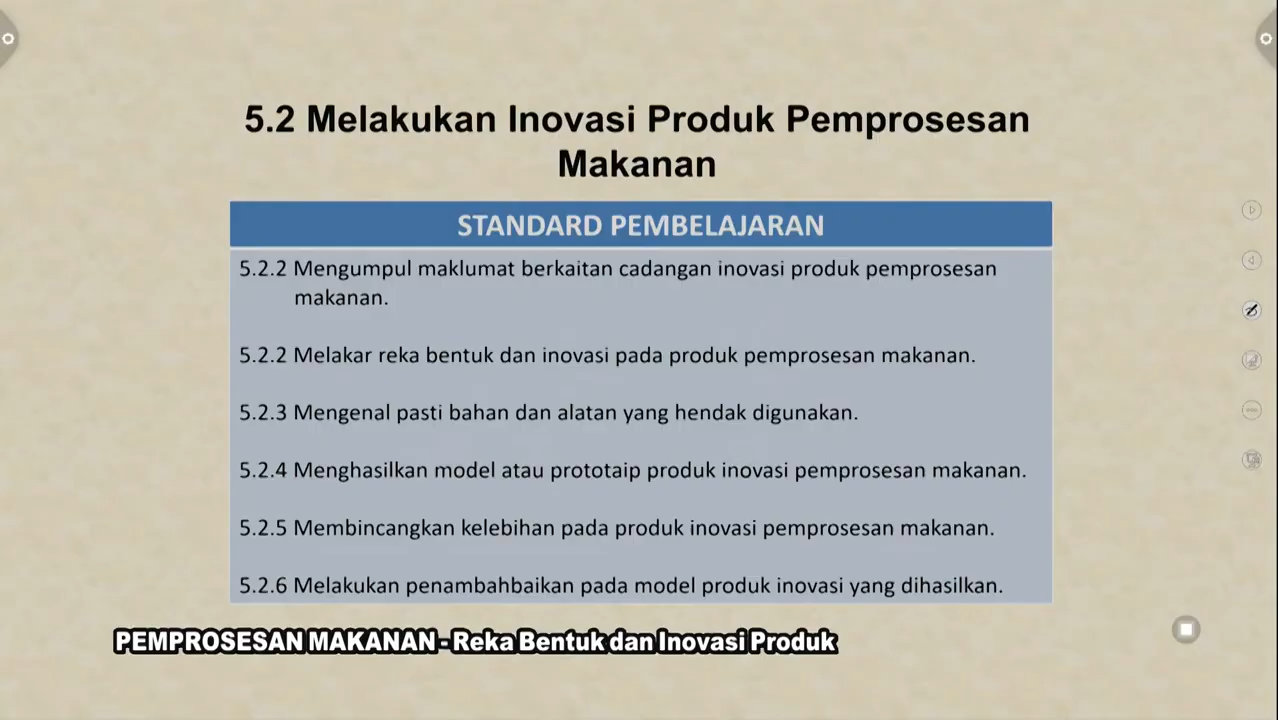 5.2 Melakukan Inovasi Produk Pemprosesan
Makanan
STANDARD PEMBELAJARAN
5.2.2 Mengumpul maklumat berkaitan cadangan inovasi produk pemprosesan
makanan.
5.2.2 Melakar reka bentuk dan inovasi pada produk pemprosesan makanan.
5.2.3 Mengenal pasti bahan dan alatan yang hendak digunakan.
5.2.4 Menghasilkan model atau prototaip produk inovasi pemprosesan makanan.
5.2.5 Membincangkan kelebihan pada produk inovasi pemprosesan makanan.
5.2.6 Melakukan penambahbaikan pada model produk inovasi yang dihasilkan.
PEMPROSESAN MAKANAN - Reka Bentuk dan Inovasi Produk